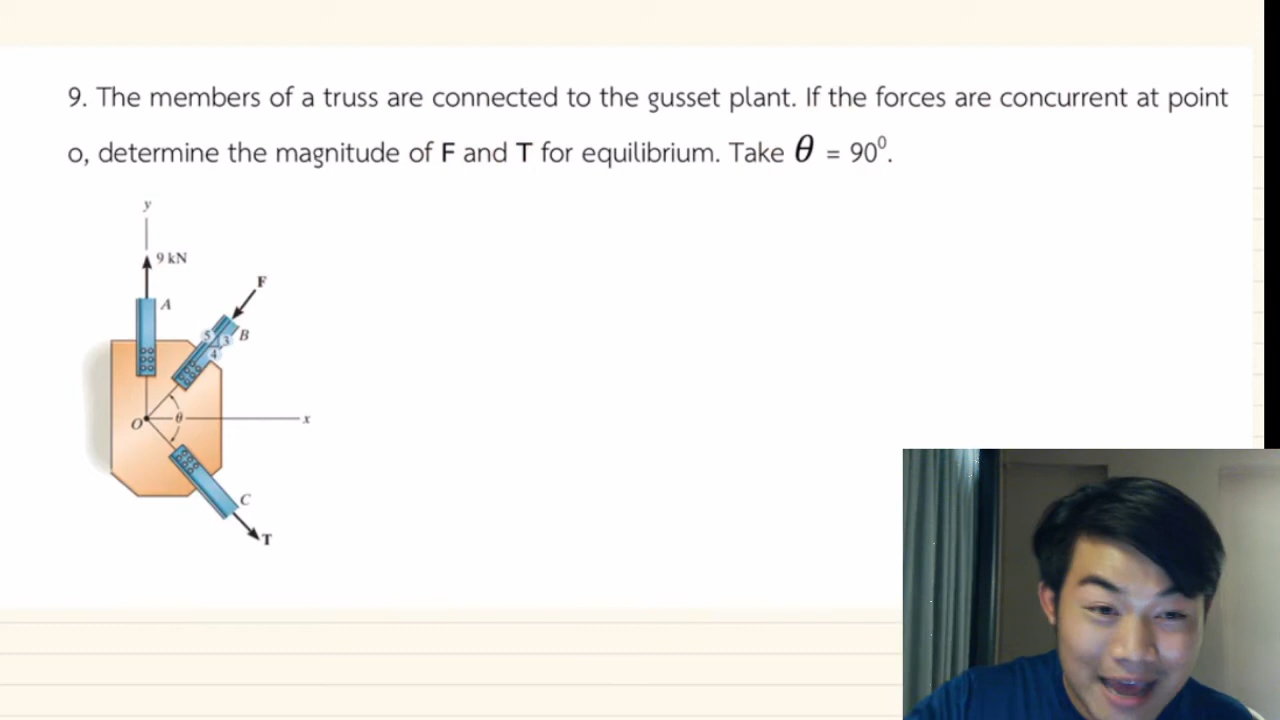 9. The members of a truss are connected to the gusset plant. If the forces are concurrent at point
o, determine the magnitude of F and T for equilibrium. Take θ = 90⁰.
y
9 kN
F
A
5
3
B
4
O
θ
x
C
T